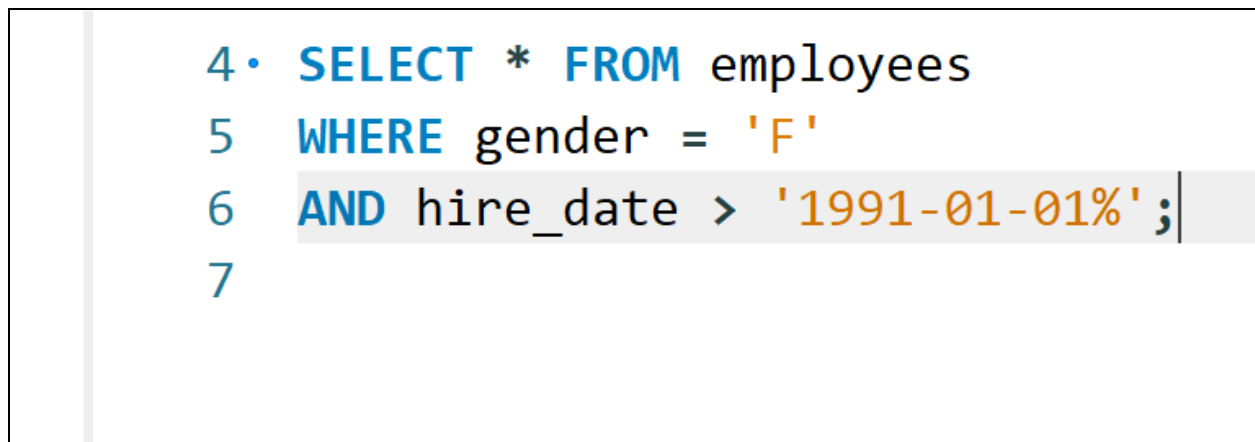 4 SELECT * FROM employees
5 WHERE gender = 'F'
6 AND hire_date > '1991-01-01%';
7